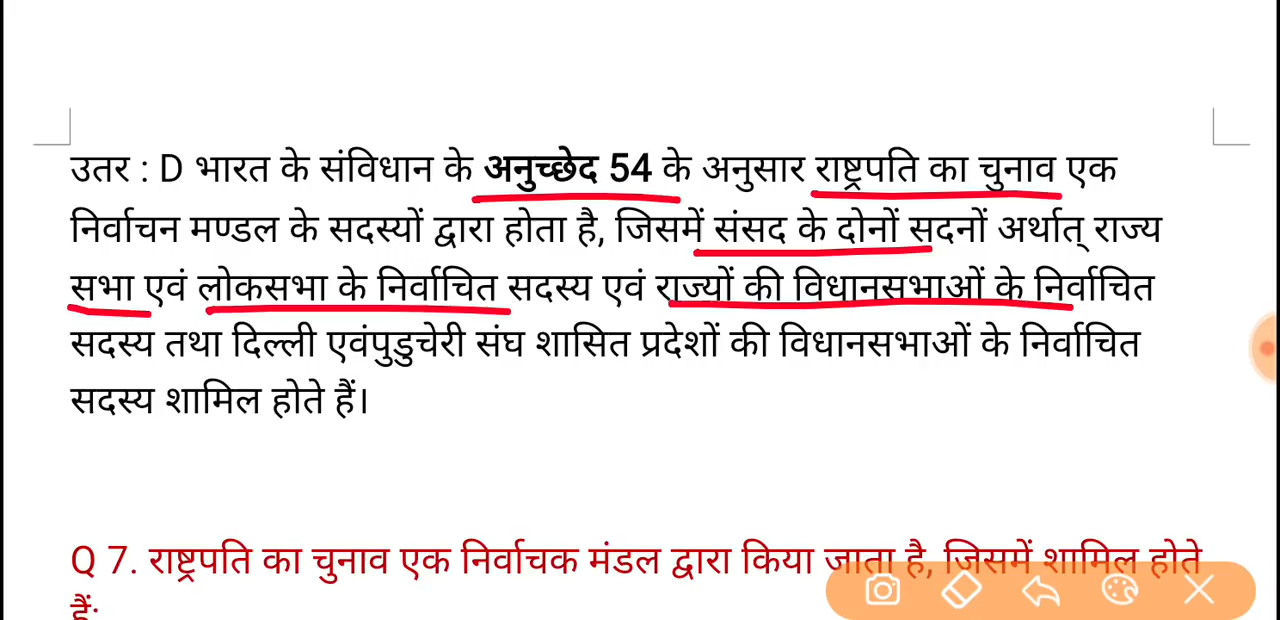 उतर : D भारत के संविधान के अनुच्छेद 54 के अनुसार राष्ट्रपति का चुनाव एक
निर्वाचन मण्डल के सदस्यों द्वारा होता है, जिसमें संसद के दोनों सदनों अर्थात् राज्य
सभा एवं लोकसभा के निर्वाचित सदस्य एवं राज्यों की विधानसभाओं के निर्वाचित
सदस्य तथा दिल्ली एवंपुडुचेरी संघ शासित प्रदेशों की विधानसभाओं के निर्वाचित
सदस्य शामिल होते हैं।
Q 7. राष्ट्रपति का चुनाव एक निर्वाचक मंडल द्वारा किया जाता है, जिसमें शामिल होते
हैं: